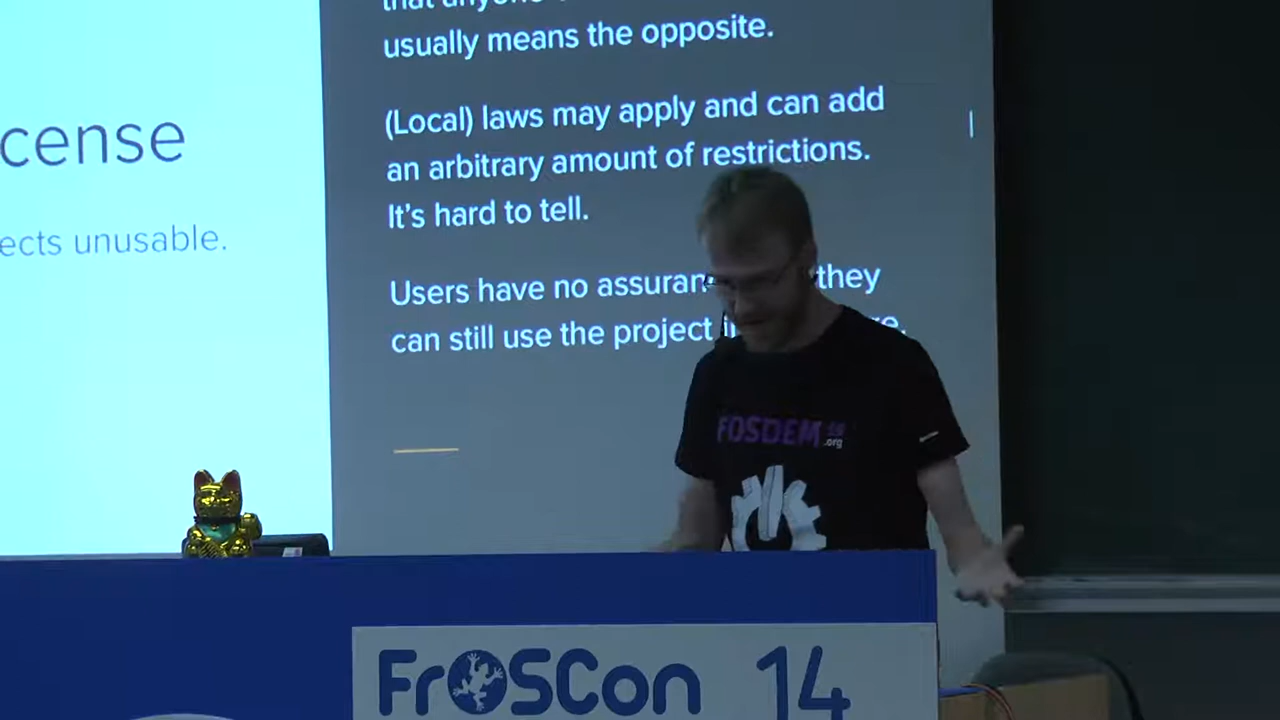 usually means the opposite.
(Local) laws may apply and can add
an arbitrary amount of restrictions.
It's hard to tell.
Users have no they
can still use the project
cense
ects unusable.
FOSDEM
.org
FrOSCon 14